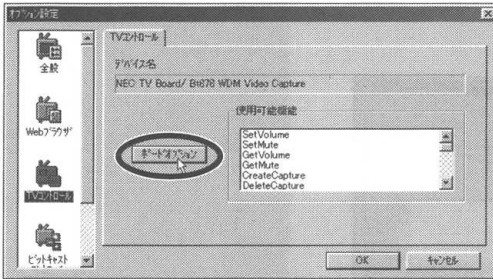 オプション設定
全般
Webブラウザ
TVコントロール
ビットキャスト
TVコントロール
デバイス名
NEC TV Board/ Bt878 WDM Video Capture
ボードオプション
使用可能機能
SetVolume
SetMute
GetVolume
GetMute
CreateCapture
DeleteCapture
OK
キャンセル